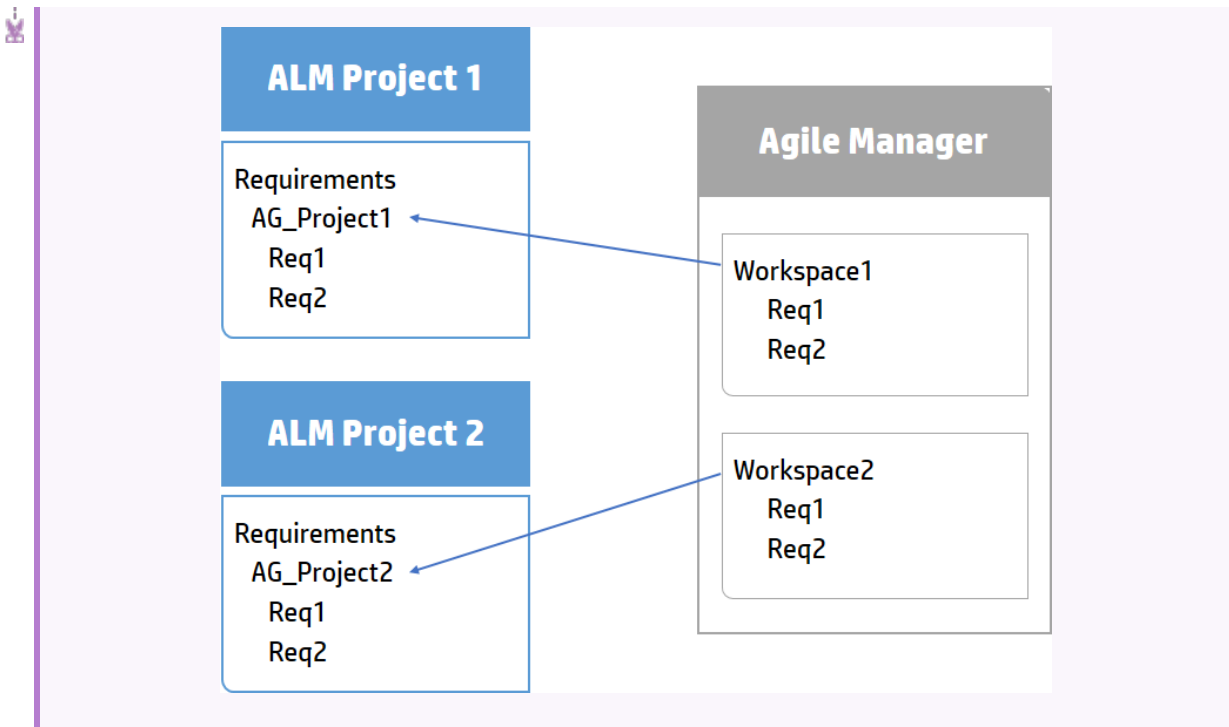 ALM Project 1
Requirements
AG_Project1
Req1
Req2
ALM Project 2
Requirements
AG_Project2
Req1
Req2
Agile Manager
Workspace1
Req1
Req2
Workspace2
Req1
Req2